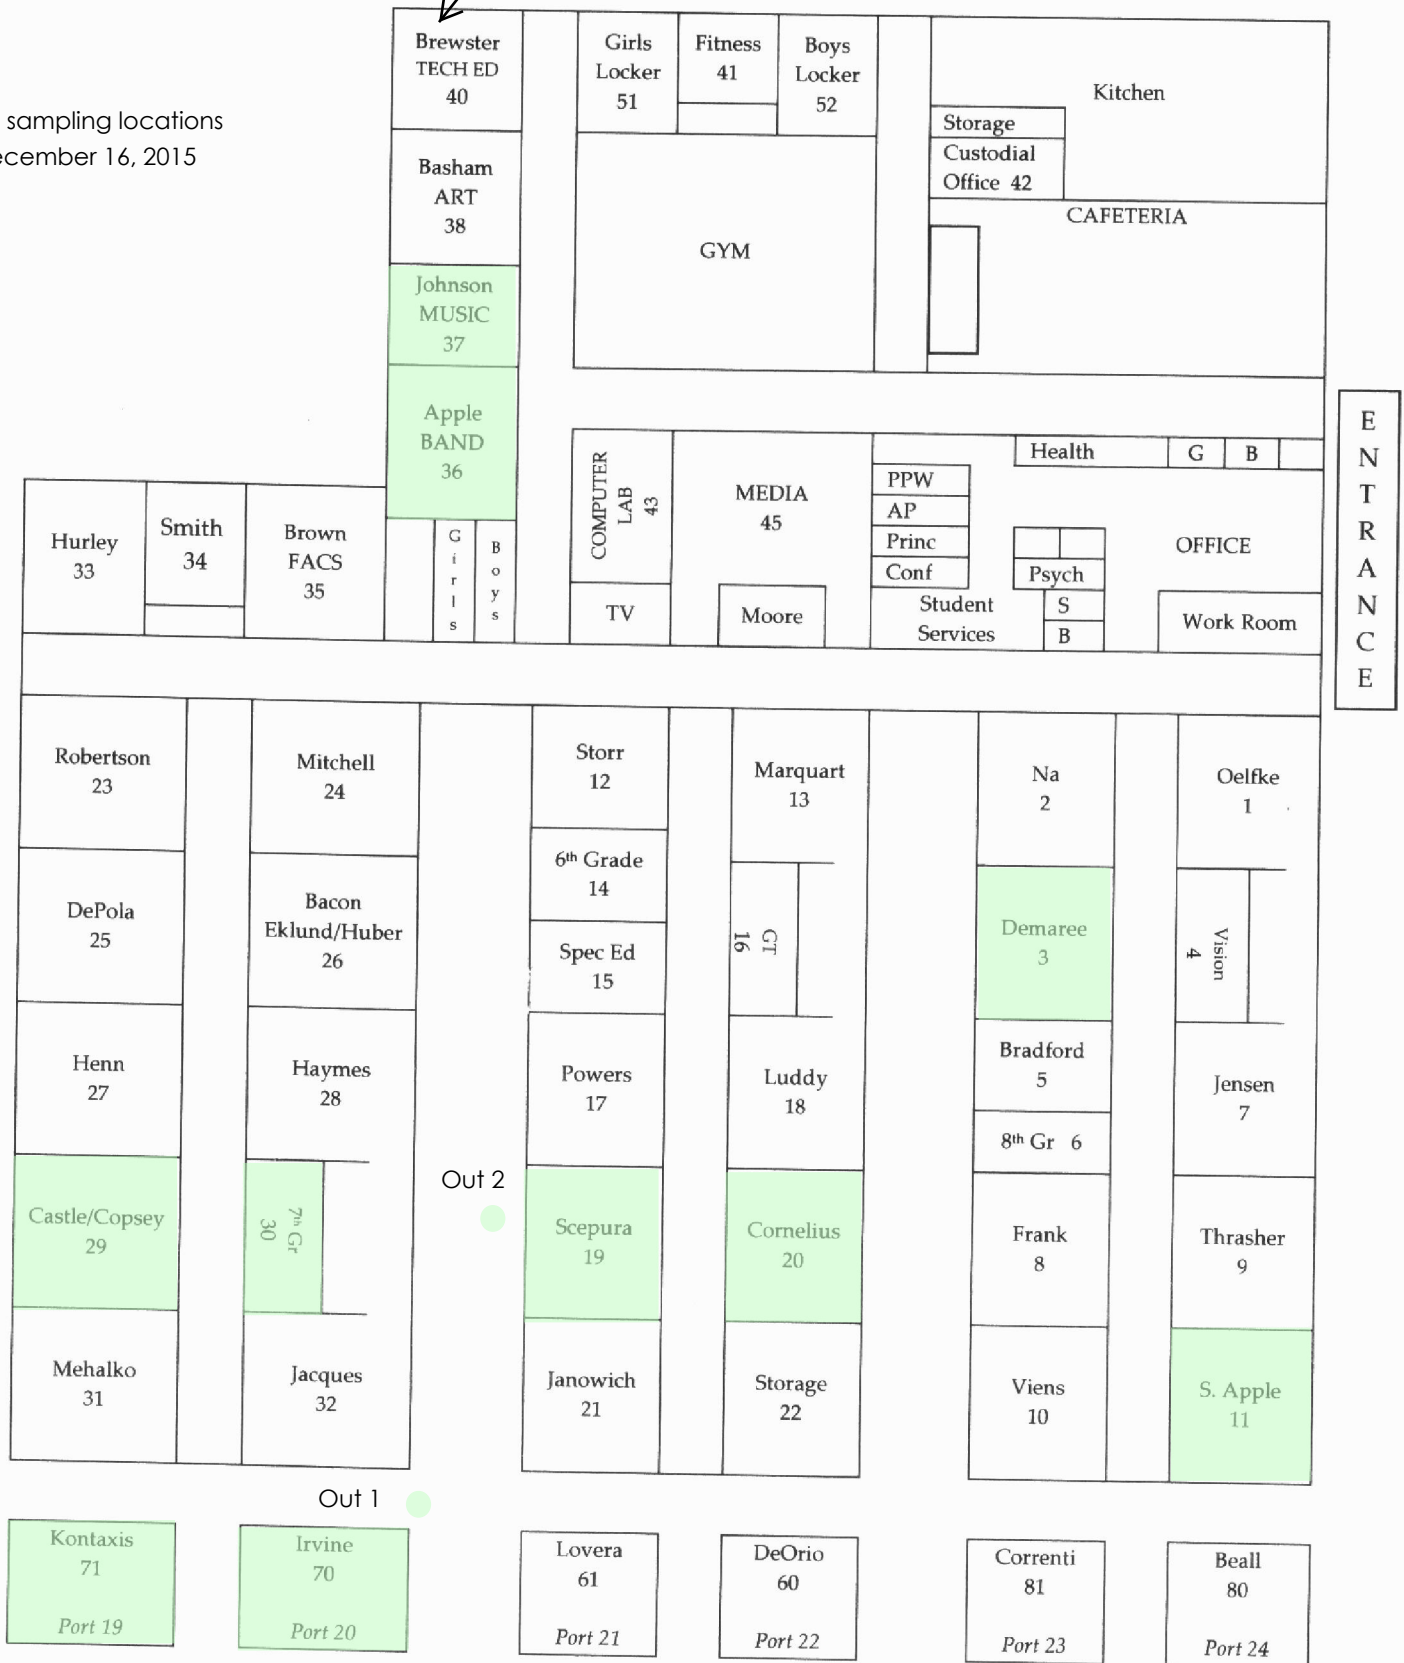 sampling locations
ecember 16, 2015
Brewster
TECH ED
40
Girls
Locker
51
Fitness
41
Boys
Locker
52
Kitchen
Storage
Custodial
Office 42
CAFETERIA
Basham
ART
38
GYM
Johnson
MUSIC
37
Apple
BAND
36
ENTRANCE
Hurley
33
Smith
34
Brown
FACS
35
Girls
Boys
COMPUTER
LAB
43
TV
MEDIA
45
Moore
PPW
AP
Princ
Conf
Student
Services
Health
G
B
Psych
S
B
OFFICE
Work Room
Robertson
23
Mitchell
24
Storr
12
Marquart
13
Na
2
Oelfke
1
DePola
25
Bacon
Eklund/Huber
26
6th Grade
14
Spec Ed
15
GT
16
Demaree
3
Vision
4
Henn
27
Haymes
28
Powers
17
Luddy
18
Bradford
5
8th Gr 6
Jensen
7
Castle/Copsey
29
7th Gr
30
Out 2
Scepura
19
Cornelius
20
Frank
8
Thrasher
9
Mehalko
31
Jacques
32
Janowich
21
Storage
22
Viens
10
S. Apple
11
Out 1
Kontaxis
71
Port 19
Irvine
70
Port 20
Lovera
61
Port 21
DeOrio
60
Port 22
Correnti
81
Port 23
Beall
80
Port 24